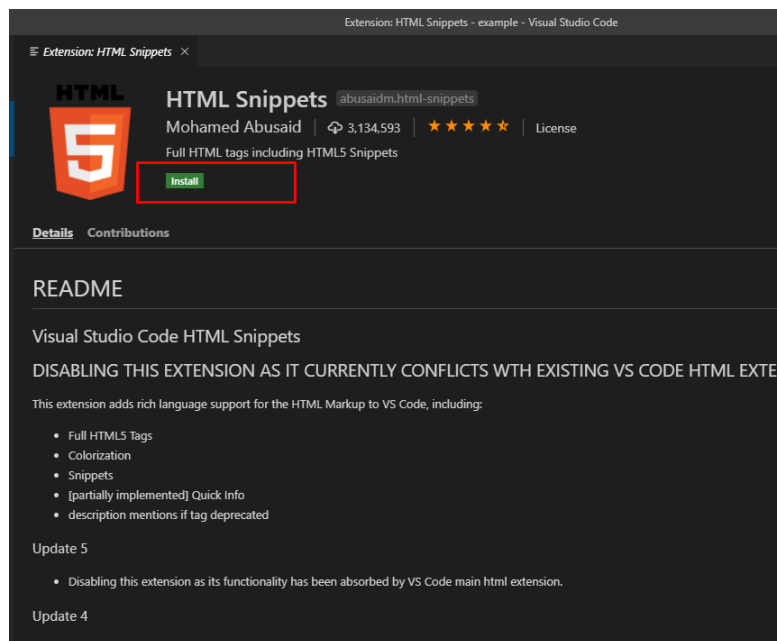 Extension: HTML Snippets - example - Visual Studio Code
Extension: HTML Snippets
HTML
HTML Snippets abusaidm.html-snippets
Mohamed Abusaid 3,134,593 License
Full HTML tags including HTML5 Snippets
Install
Details Contributions
README
Visual Studio Code HTML Snippets
DISABLING THIS EXTENSION AS IT CURRENTLY CONFLICTS WTH EXISTING VS CODE HTML EXTE
This extension adds rich language support for the HTML Markup to VS Code, including:
• Full HTML5 Tags
• Colorization
• Snippets
• [partially implemented] Quick Info
• description mentions if tag deprecated
Update 5
• Disabling this extension as its functionality has been absorbed by VS Code main html extension.
Update 4